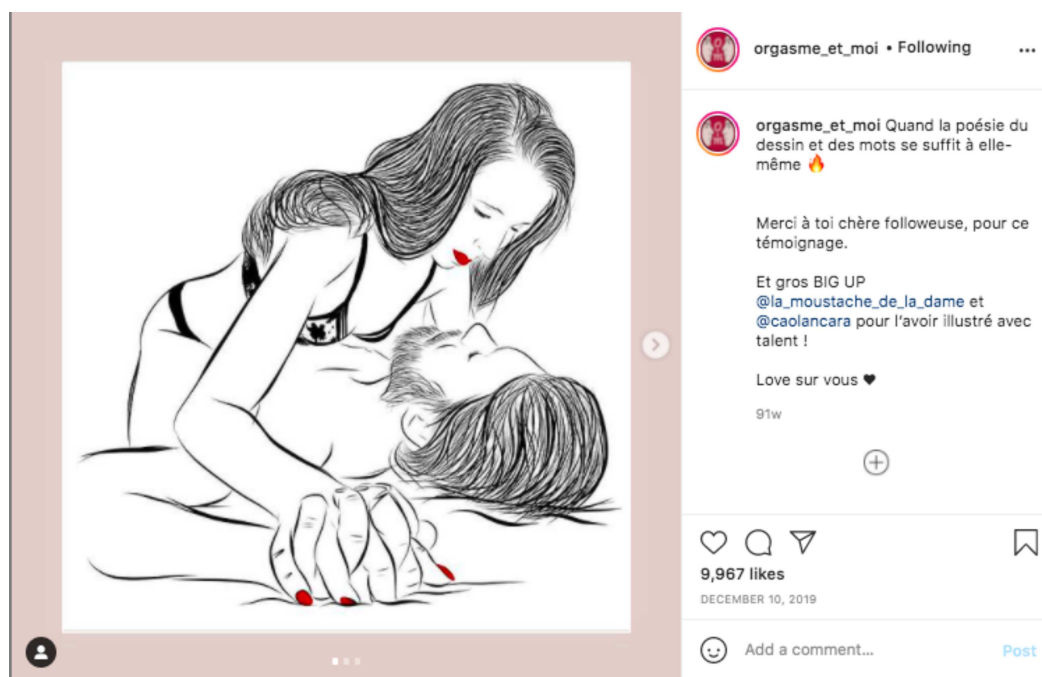 orgasme_et_moi • Following
orgasme_et_moi Quand la poésie du
dessin et des mots se suffit à elle-
même 🔥
Merci à toi chère followeuse, pour ce
témoignage.
Et gros BIG UP
@la_moustache_de_la_dame et
@caolancara pour l'avoir illustré avec
talent !
Love sur vous ♥
91w
9,967 likes
DECEMBER 10, 2019
Add a comment...
Post